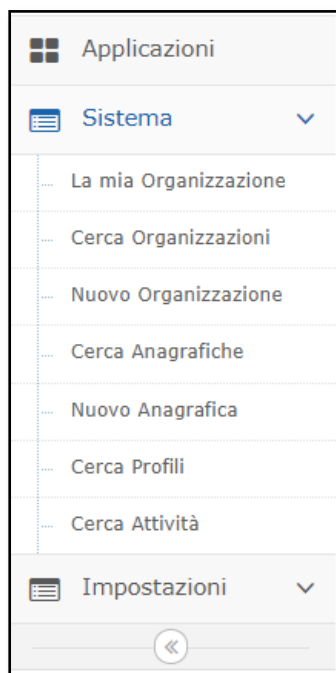 Applicazioni
Sistema
La mia Organizzazione
Cerca Organizzazioni
Nuovo Organizzazione
Cerca Anagrafiche
Nuovo Anagrafica
Cerca Profili
Cerca Attività
Impostazioni